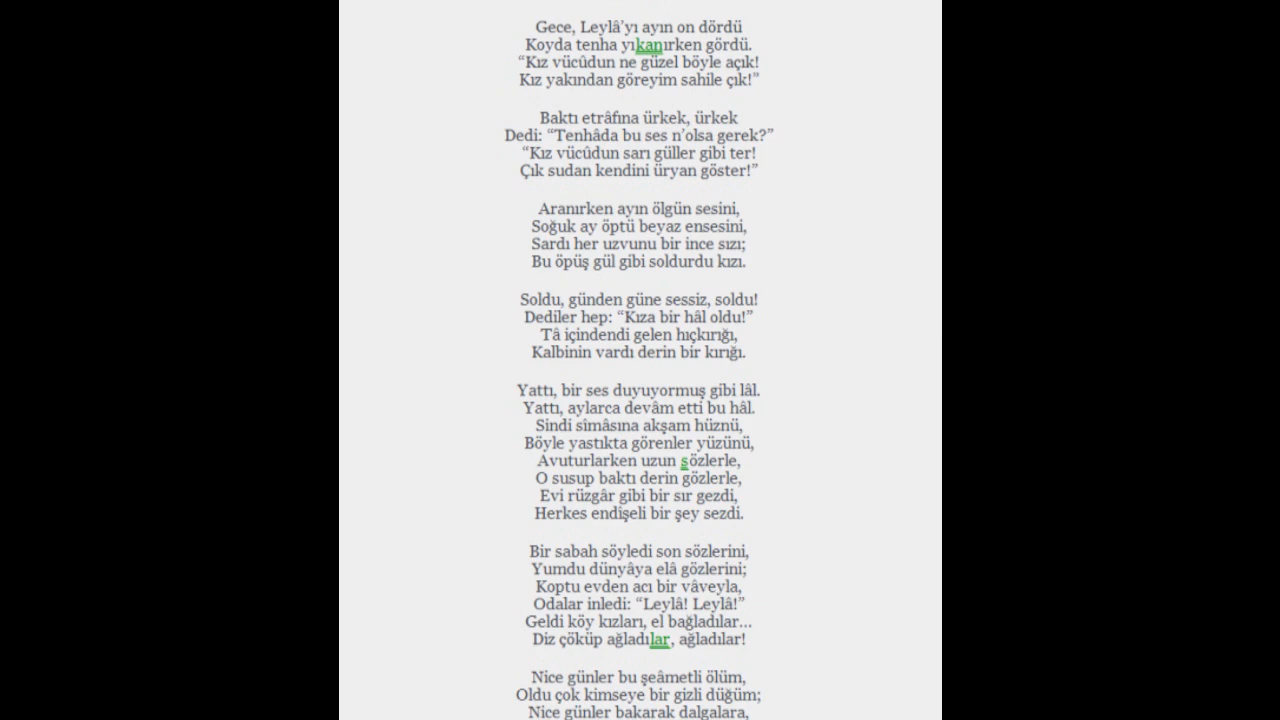 Gece, Leylâ’yı ayın on dördü
Koyda tenha yıkanırken gördü.
“Kız vücûdun ne güzel böyle açık!
Kız yakından göreyim sahile çık!”
Baktı etrâfına ürkek, ürkek
Dedi: “Tenhâda bu ses n’olsa gerek?”
“Kız vücûdun sarı güller gibi ter!
Çık sudan kendini üryan göster!”
Aranırken ayın ölgün sesini,
Soğuk ay öptü beyaz ensesini,
Sardı her uzvunu bir ince sızı;
Bu öpüş gül gibi soldurdu kızı.
Soldu, günden güne sessiz, soldu!
Dediler hep: “Kıza bir hâl oldu!”
Tâ içindendi gelen hıçkırığı,
Kalbinin vardı derin bir kırığı.
Yattı, bir ses duyuyormuş gibi lâl.
Yattı, aylarca devâm etti bu hâl.
Sindi sîmâsına akşam hüznü,
Böyle yastıkta görenler yüzünü,
Avuturlarken uzun sözlerle,
O susup baktı derin gözlerle,
Evi rüzgâr gibi bir sır gezdi,
Herkes endîşeli bir şey sezdi.
Bir sabah söyledi son sözlerini,
Yumdu dünyâya elâ gözlerini;
Koptu evden acı bir vâveyla,
Odalar inledi: “Leylâ! Leylâ!”
Geldi köy kızları, el bağladılar...
Diz çöküp ağladılar, ağladılar!
Nice günler bu şeâmetli ölüm,
Oldu çok kimseye bir gizli düğüm;
Nice günler bakarak dalgalara,